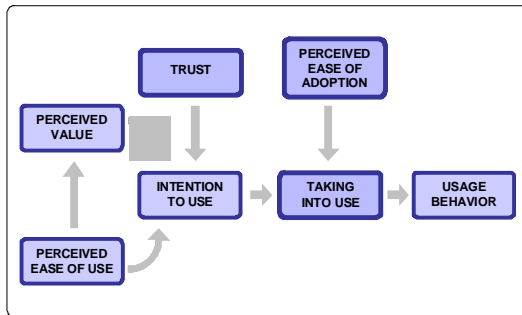 TRUST
PERCEIVED
EASE OF
ADOPTION
PERCEIVED
VALUE
INTENTION
TO USE
TAKING
INTO USE
USAGE
BEHAVIOR
PERCEIVED
EASE OF USE